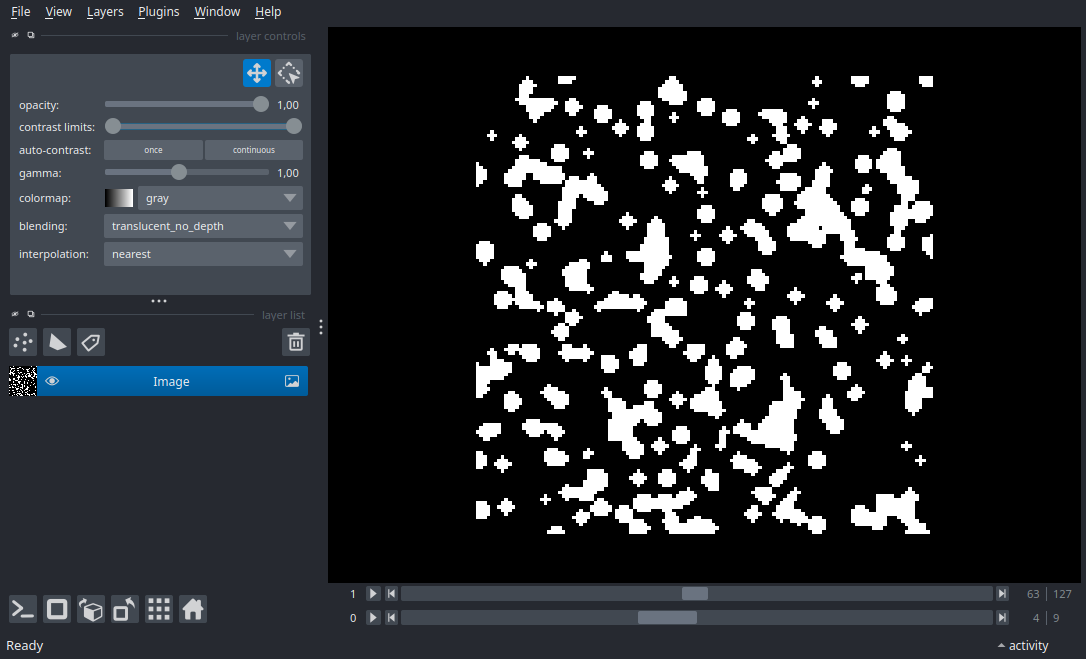 File View Layers Plugins Window Help
layer controls
opacity: 1,00
contrast limits:
auto-contrast: once continuous
gamma: 1,00
colormap: gray
blending: translucent_no_depth
interpolation: nearest
layer list
Image
1 63 | 127
0 4 | 9
Ready activity